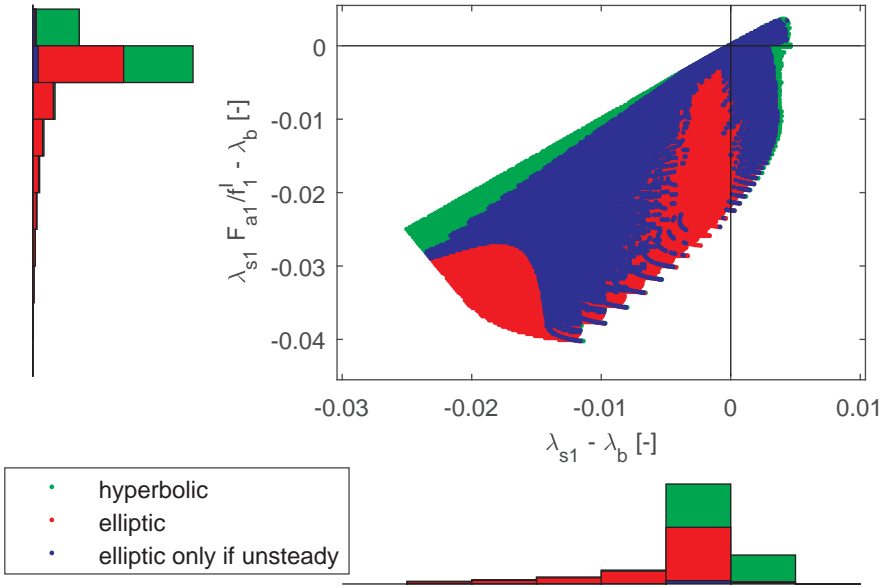 0
-0.01
-0.02
-0.03
-0.04
λs1 Fa1/f1I - λb [-]
-0.03 -0.02 -0.01 0 0.01
λs1 - λb [-]
hyperbolic
elliptic
elliptic only if unsteady